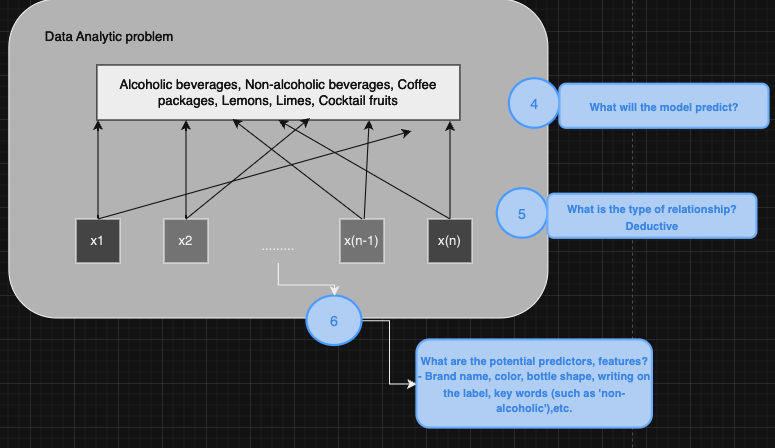 Data Analytic problem
Alcoholic beverages, Non-alcoholic beverages, Coffee
packages, Lemons, Limes, Cocktail fruits
4
What will the model predict?
5
What is the type of relationship?
Deductive
x1
x2
.........
x(n-1)
x(n)
6
What are the potential predictors, features?
- Brand name, color, bottle shape, writing on
the label, key words (such as 'non-
alcoholic'),etc.